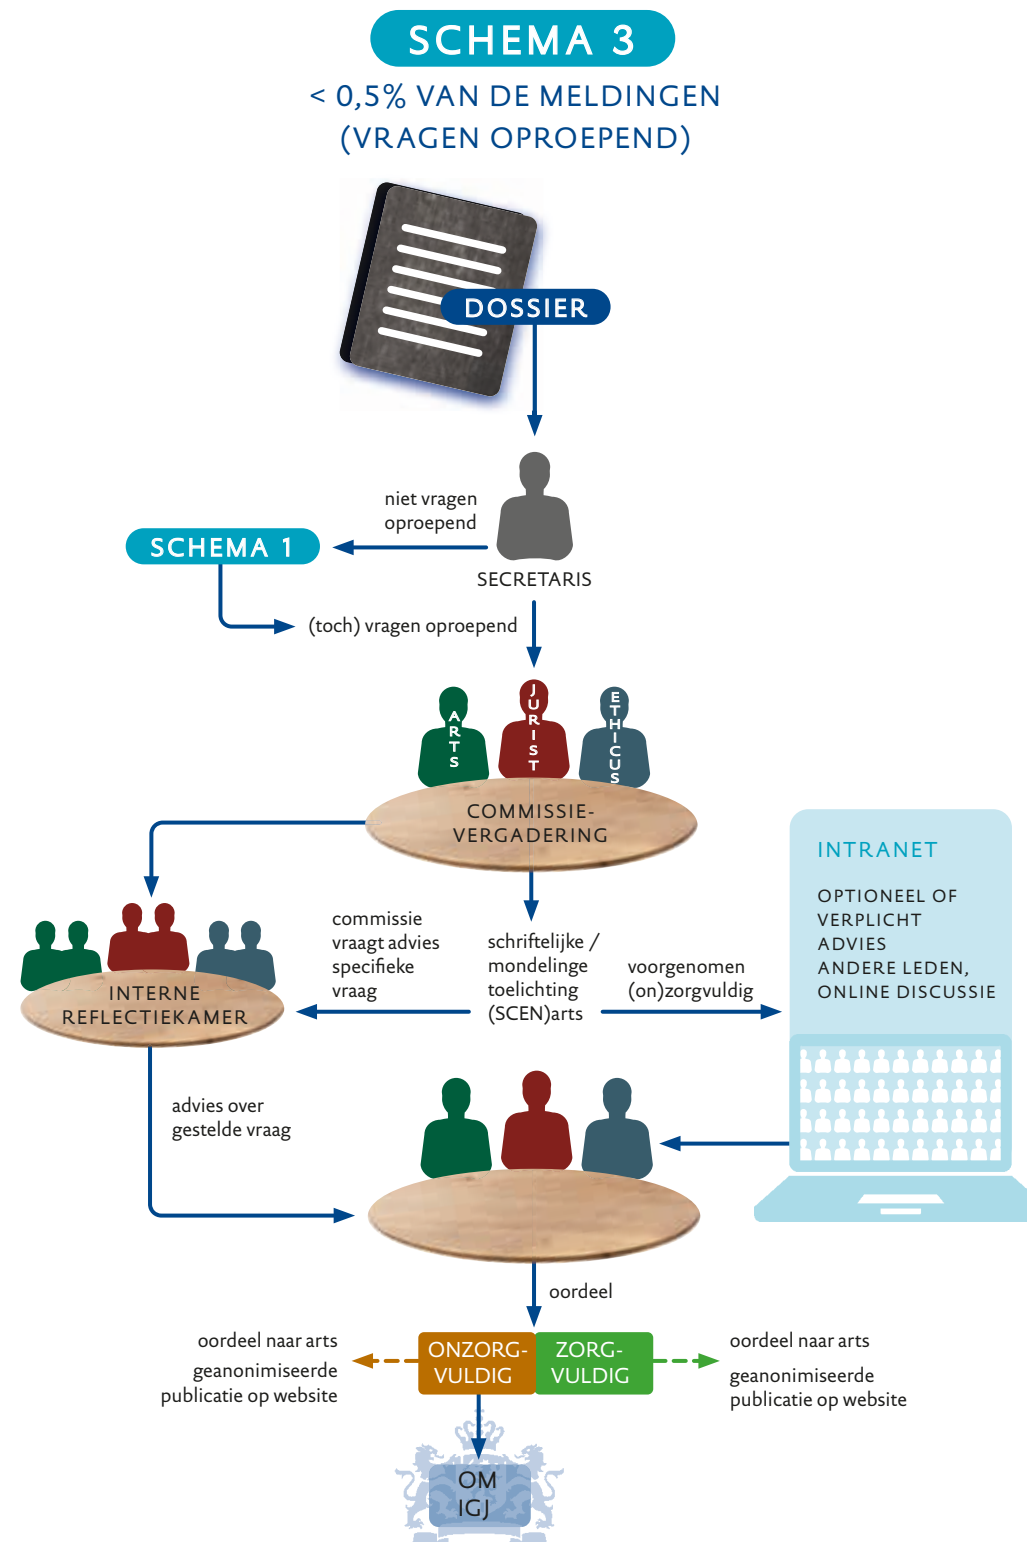 SCHEMA 3
< 0,5% VAN DE MELDINGEN
(VRAGEN OPROEPEND)
DOSSIER
niet vragen
oproepend
SCHEMA 1
SECRETARIS
(toch) vragen oproepend
ARTS
JURIST
ETHICUS
COMMISSIE-
VERGADERING
INTRANET
OPTIONEEL OF
VERPLICHT
ADVIES
ANDERE LEDEN,
ONLINE DISCUSSIE
commissie
vraagt advies
specifieke
vraag
schriftelijke /
mondelinge
toelichting
(SCEN)arts
voorgenomen
(on)zorgvuldig
INTERNE
REFLECTIEKAMER
advies over
gestelde vraag
oordeel
oordeel naar arts
geanonimiseerde
publicatie op website
ONZORG-
VULDIG
ZORG-
VULDIG
oordeel naar arts
geanonimiseerde
publicatie op website
OM
IGJ